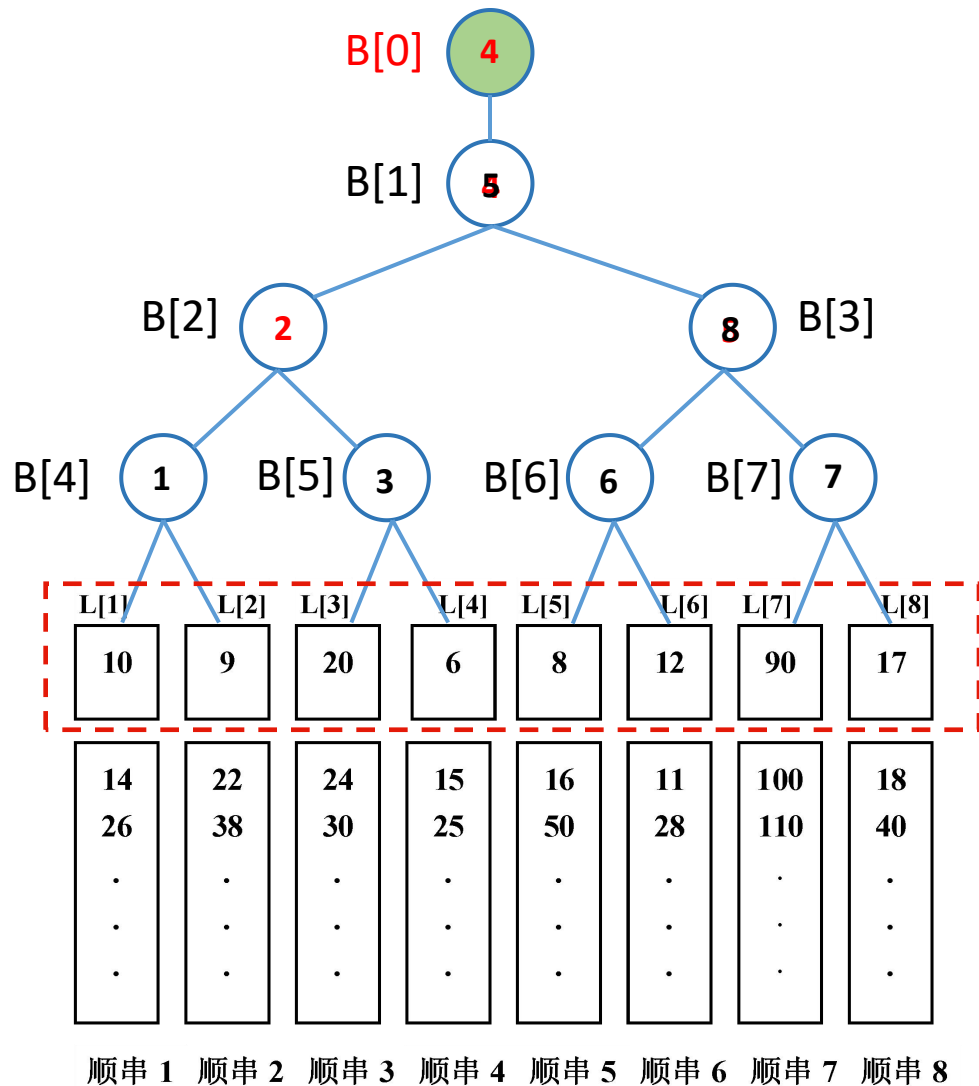 B[0] 4
B[1] 5
B[2] 2 8 B[3]
B[4] 1 B[5] 3 B[6] 6 B[7] 7
L[1] L[2] L[3] L[4] L[5] L[6] L[7] L[8]
10 9 20 6 8 12 90 17
14 22 24 15 16 11 100 18
26 38 30 25 50 28 110 40
. . . . . . . .
. . . . . . . .
. . . . . . . .
顺串 1 顺串 2 顺串 3 顺串 4 顺串 5 顺串 6 顺串 7 顺串 8